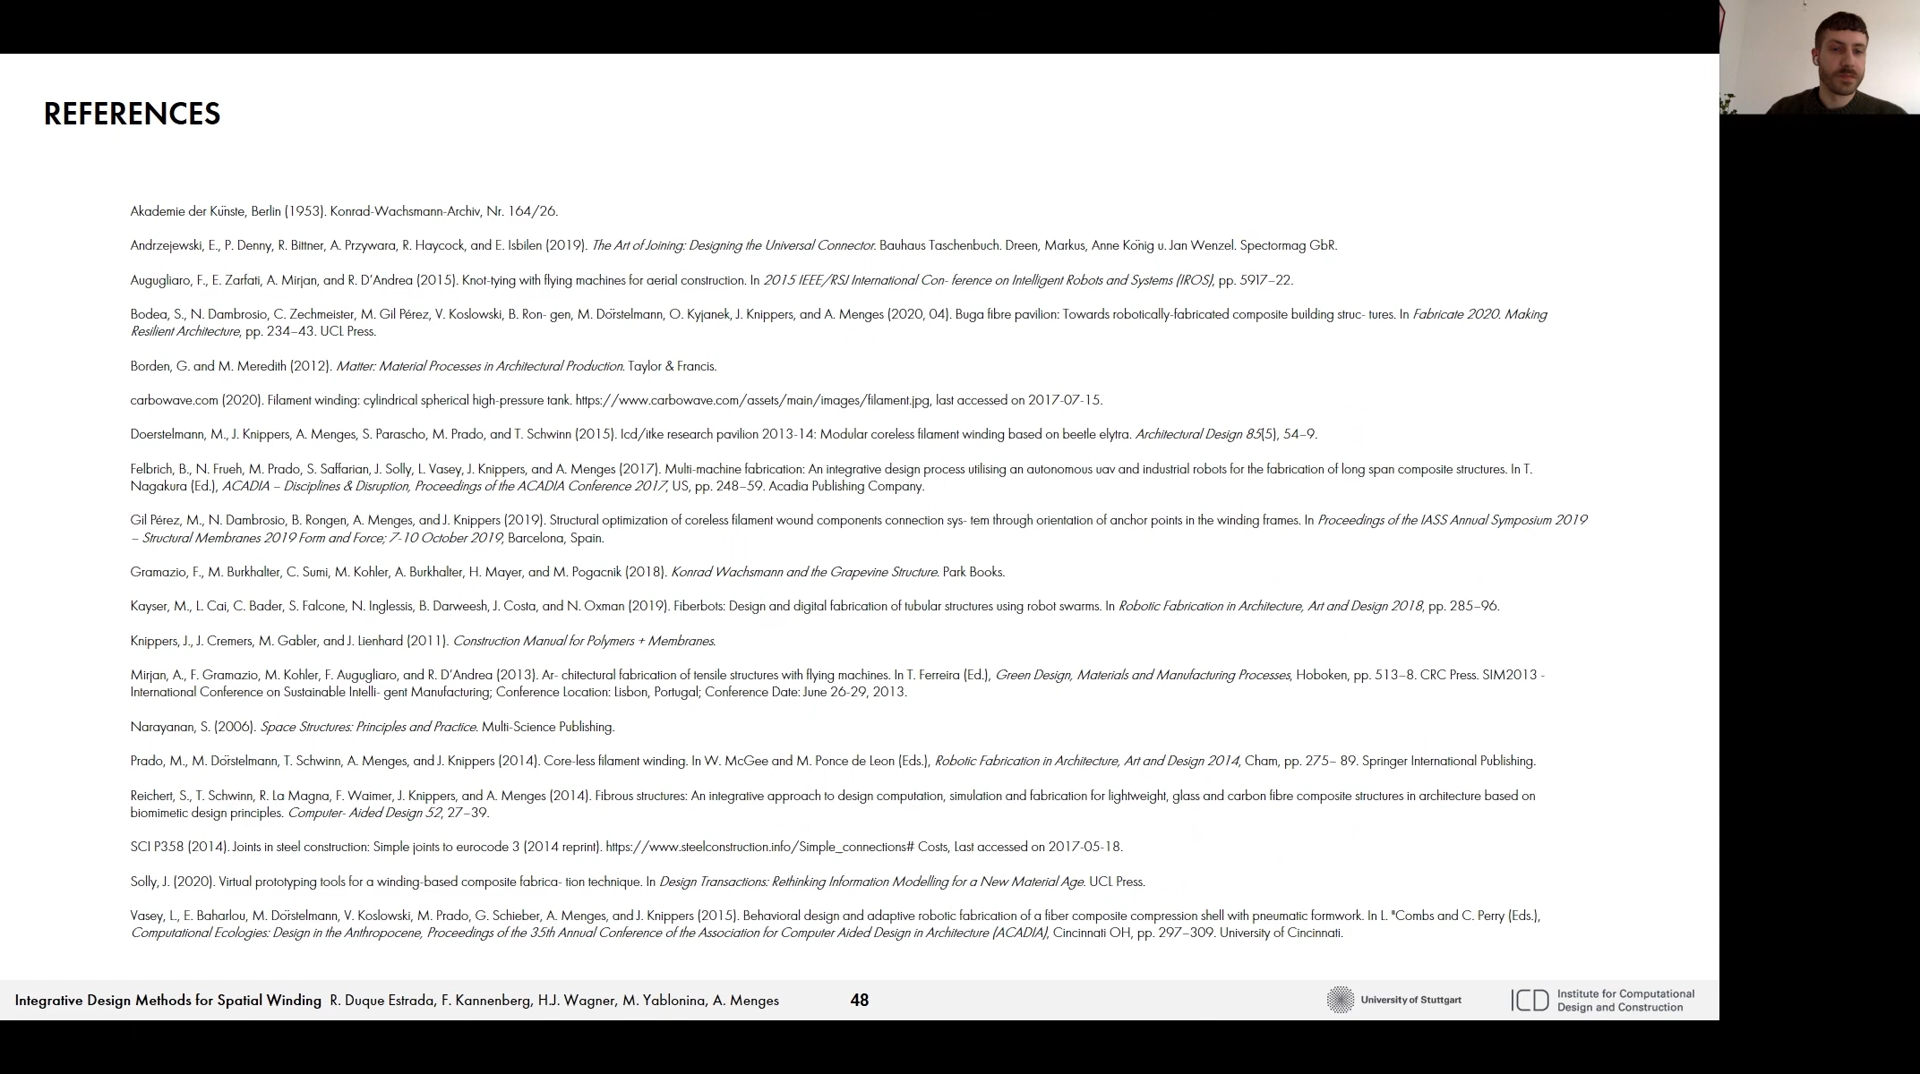 REFERENCES
Akademie der Künste, Berlin (1953). Konrad-Wachsmann-Archiv, Nr. 164/26.
Andrzejewski, E., P. Denny, R. Bittner, A. Przywara, R. Haycock, and E. Isbilen (2019). The Art of Joining: Designing the Universal Connector. Bauhaus Taschenbuch. Dreen, Markus, Anne König u. Jan Wenzel. Spectormag GbR.
Augugliaro, F., E. Zarfati, A. Mirjan, and R. D’Andrea (2015). Knot-tying with flying machines for aerial construction. In 2015 IEEE/RSJ International Con- ference on Intelligent Robots and Systems (IROS), pp. 5917–22.
Bodea, S., N. Dambrosio, C. Zechmeister, M. Gil Pérez, V. Koslowski, B. Ron- gen, M. Dörstelmann, O. Kyjanek, J. Knippers, and A. Menges (2020, 04). Buga fibre pavilion: Towards robotically-fabricated composite building struc- tures. In Fabricate 2020. Making
Resilient Architecture, pp. 234–43. UCL Press.
Borden, G. and M. Meredith (2012). Matter: Material Processes in Architectural Production. Taylor & Francis.
carbowave.com (2020). Filament winding: cylindrical spherical high-pressure tank. https://www.carbowave.com/assets/main/images/filament.jpg, last accessed on 2017-07-15.
Doerstelmann, M., J. Knippers, A. Menges, S. Parascho, M. Prado, and T. Schwinn (2015). Icd/itke research pavilion 2013-14: Modular coreless filament winding based on beetle elytra. Architectural Design 85(5), 54–9.
Felbrich, B., N. Frueh, M. Prado, S. Saffarian, J. Solly, L. Vasey, J. Knippers, and A. Menges (2017). Multi-machine fabrication: An integrative design process utilising an autonomous uav and industrial robots for the fabrication of long span composite structures. In T.
Nagakura (Ed.), ACADIA – Disciplines & Disruption, Proceedings of the ACADIA Conference 2017, US, pp. 248–59. Acadia Publishing Company.
Gil Pérez, M., N. Dambrosio, B. Rongen, A. Menges, and J. Knippers (2019). Structural optimization of coreless filament wound components connection sys- tem through orientation of anchor points in the winding frames. In Proceedings of the IASS Annual Symposium 2019
– Structural Membranes 2019 Form and Force; 7-10 October 2019, Barcelona, Spain.
Gramazio, F., M. Burkhalter, C. Sumi, M. Kohler, A. Burkhalter, H. Mayer, and M. Pogacnik (2018). Konrad Wachsmann and the Grapevine Structure. Park Books.
Kayser, M., L. Cai, C. Bader, S. Falcone, N. Inglessis, B. Darweesh, J. Costa, and N. Oxman (2019). Fiberbots: Design and digital fabrication of tubular structures using robot swarms. In Robotic Fabrication in Architecture, Art and Design 2018, pp. 285–96.
Knippers, J., J. Cremers, M. Gabler, and J. Lienhard (2011). Construction Manual for Polymers + Membranes.
Mirjan, A., F. Gramazio, M. Kohler, F. Augugliaro, and R. D’Andrea (2013). Ar- chitectural fabrication of tensile structures with flying machines. In T. Ferreira (Ed.), Green Design, Materials and Manufacturing Processes, Hoboken, pp. 513–8. CRC Press. SIM2013 -
International Conference on Sustainable Intelli- gent Manufacturing; Conference Location: Lisbon, Portugal; Conference Date: June 26-29, 2013.
Narayanan, S. (2006). Space Structures: Principles and Practice. Multi-Science Publishing.
Prado, M., M. Dörstelmann, T. Schwinn, A. Menges, and J. Knippers (2014). Core-less filament winding. In W. McGee and M. Ponce de Leon (Eds.), Robotic Fabrication in Architecture, Art and Design 2014, Cham, pp. 275– 89. Springer International Publishing.
Reichert, S., T. Schwinn, R. La Magna, F. Waimer, J. Knippers, and A. Menges (2014). Fibrous structures: An integrative approach to design computation, simulation and fabrication for lightweight, glass and carbon fibre composite structures in architecture based on
biomimetic design principles. Computer- Aided Design 52, 27–39.
SCI P358 (2014). Joints in steel construction: Simple joints to eurocode 3 (2014 reprint). https://www.steelconstruction.info/Simple_connections# Costs, Last accessed on 2017-05-18.
Solly, J. (2020). Virtual prototyping tools for a winding-based composite fabrica- tion technique. In Design Transactions: Rethinking Information Modelling for a New Material Age. UCL Press.
Vasey, L., E. Baharlou, M. Dörstelmann, V. Koslowski, M. Prado, G. Schieber, A. Menges, and J. Knippers (2015). Behavioral design and adaptive robotic fabrication of a fiber composite compression shell with pneumatic formwork. In L. "Combs and C. Perry (Eds.),
Computational Ecologies: Design in the Anthropocene, Proceedings of the 35th Annual Conference of the Association for Computer Aided Design in Architecture (ACADIA), Cincinnati OH, pp. 297–309. University of Cincinnati.
Integrative Design Methods for Spatial Winding R. Duque Estrada, F. Kannenberg, H.J. Wagner, M. Yablonina, A. Menges 48 University of Stuttgart ICD Institute for Computational
Design and Construction